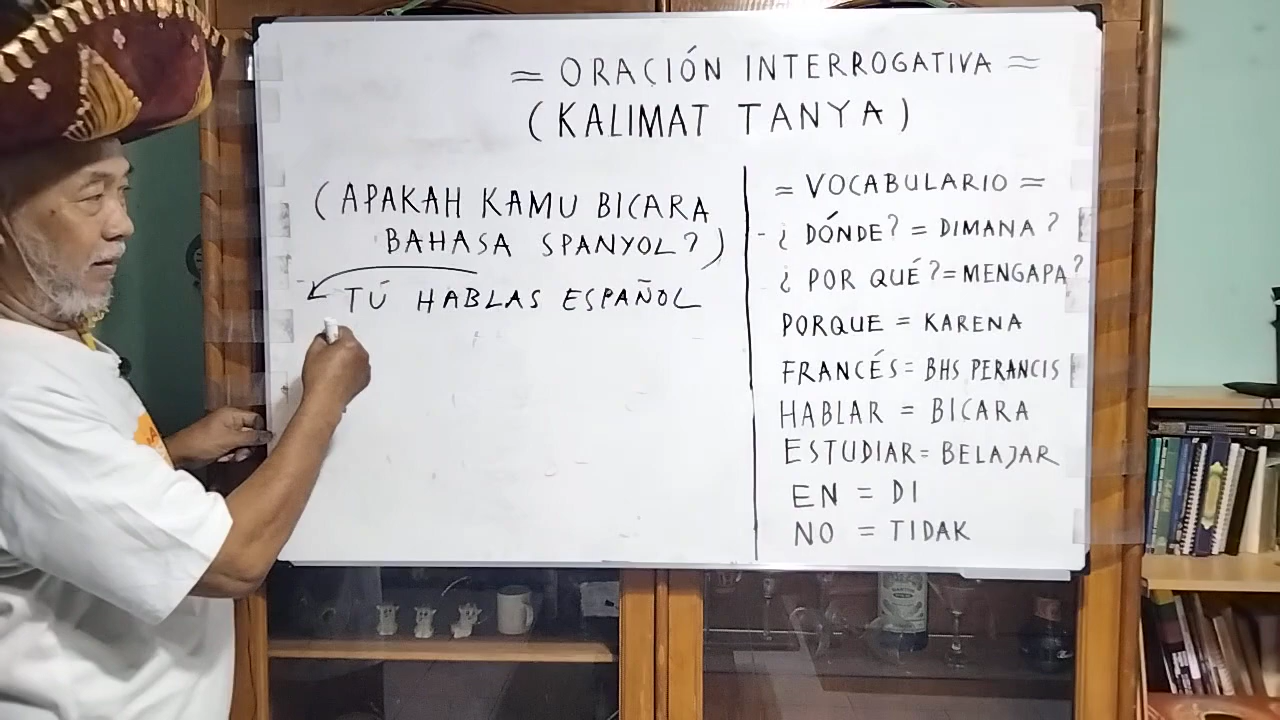 = ORACIÓN INTERROGATIVA =
(KALIMAT TANYA)
(APAKAH KAMU BICARA
BAHASA SPANYOL?)
TÚ HABLAS ESPAÑOL
= VOCABULARIO =
- ¿ DÓNDE? = DIMANA ?
¿ POR QUÉ? = MENGAPA?
PORQUE = KARENA
FRANCÉS = BHS PERANCIS
HABLAR = BICARA
ESTUDIAR = BELAJAR
EN = DI
NO = TIDAK